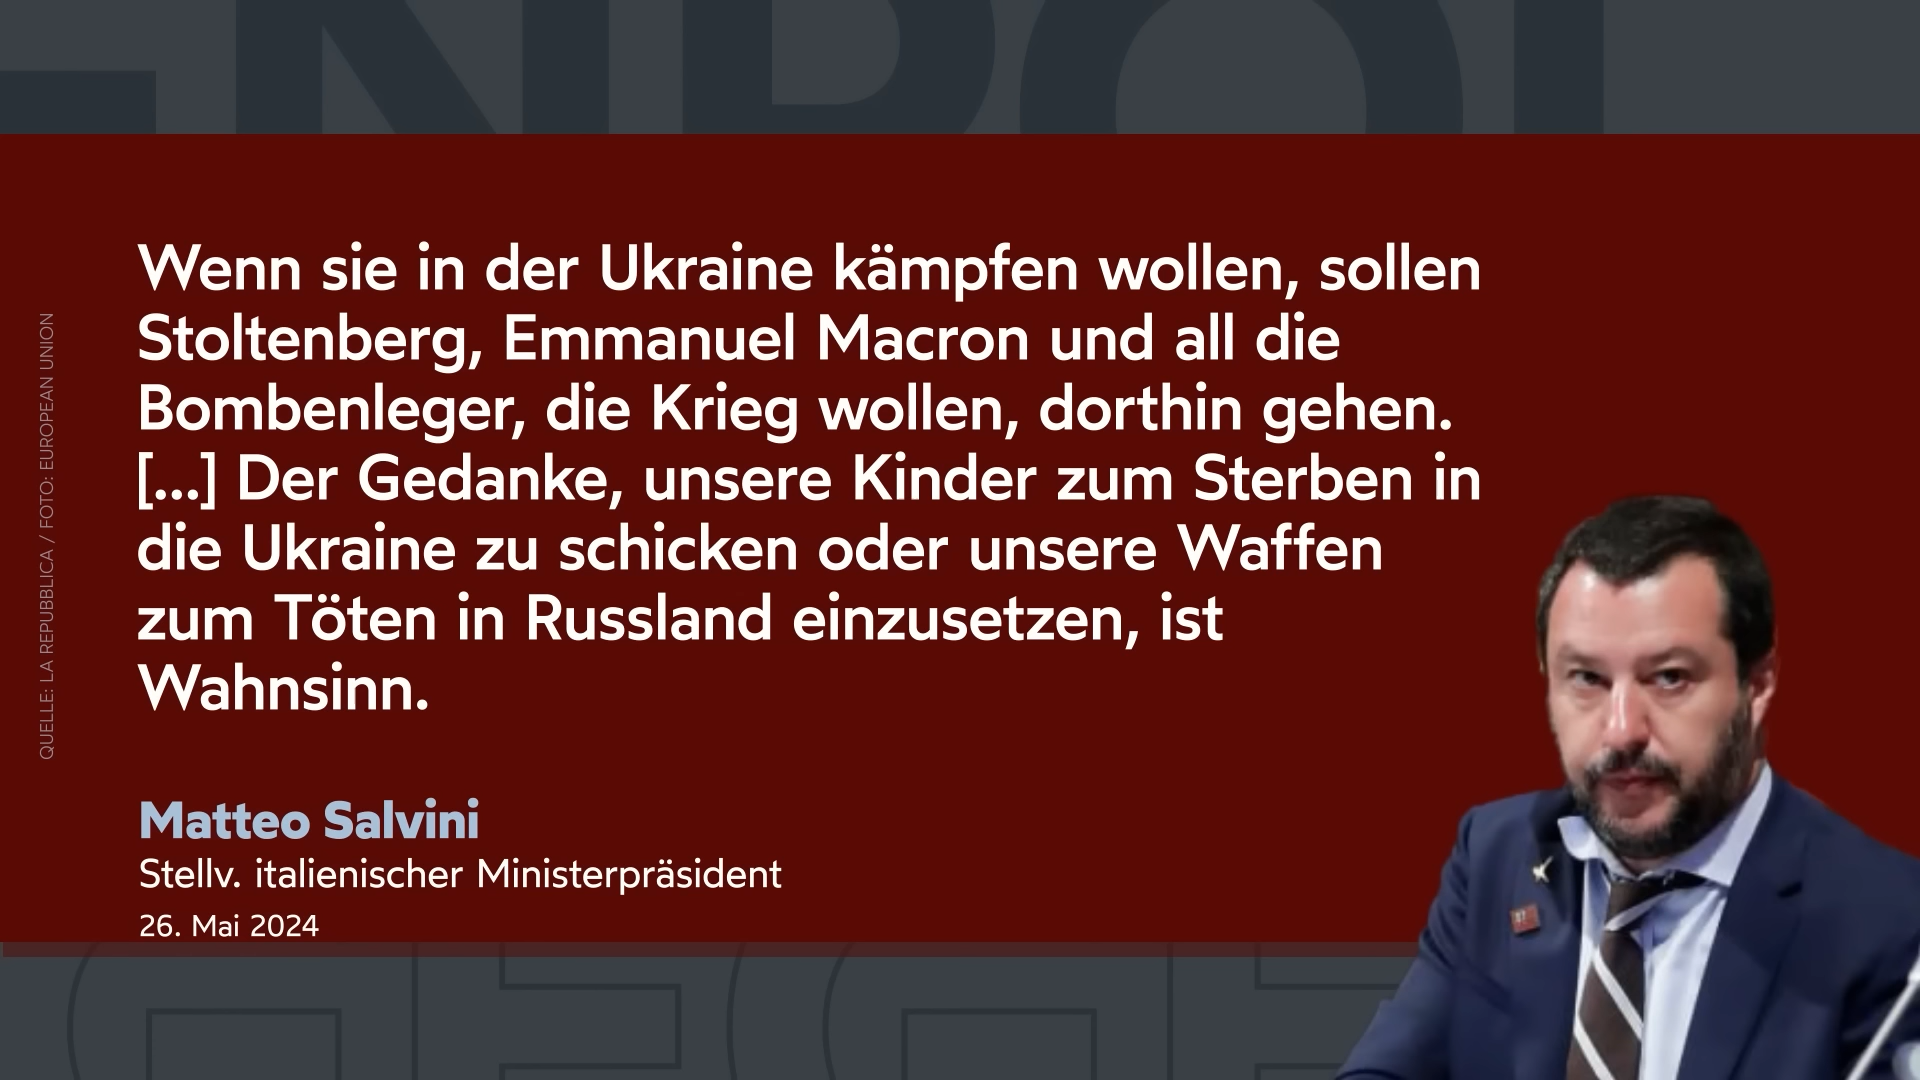 Wenn sie in der Ukraine kämpfen wollen, sollen
Stoltenberg, Emmanuel Macron und all die
Bombenleger, die Krieg wollen, dorthin gehen.
[...] Der Gedanke, unsere Kinder zum Sterben in
die Ukraine zu schicken oder unsere Waffen
zum Töten in Russland einzusetzen, ist
Wahnsinn.
Matteo Salvini
Stellv. italienischer Ministerpräsident
26. Mai 2024
QUELLE: LA REPUBBLICA / FOTO: EUROPEAN UNION